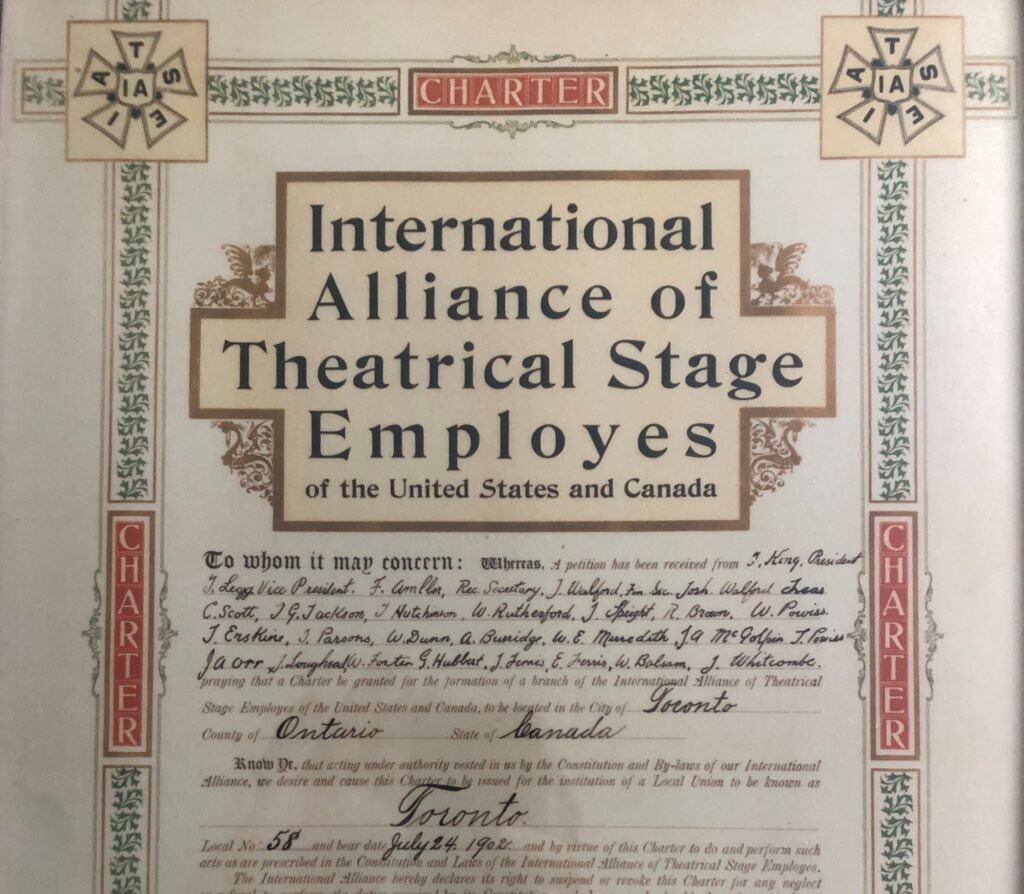 CHARTER
T
A IA S
I E
T
A IA S
I E
International
Alliance of
Theatrical Stage
Employes
of the United States and Canada
CHARTER
CHARTER
To whom it may concern: Whereas, A petition has been received from T. King, President
T. Legg Vice President. F. Ambler, Rec. Secretary, J. Walford, Fin Sec. Josh. Walford Treas
C. Scott, J G. Jackson, T Hutchinson, W. Rutherford, J Speight, R. Brown, W. Powiss.
T. Erskine, J. Parsons, W. Dunn, A. Burridge, W. E. Meredith, J.A McGolpin T. Powiss
J A Orr, J. Loughead, W. Forster G. Hubbart, J. Ferris, E. Ferris, W. Balsam, J. Whitcombe.
praying that a Charter be granted for the formation of a branch of the International Alliance of Theatrical
Stage Employes of the United States and Canada, to be located in the City of Toronto
County of Ontario State of Canada
Know Ye, that acting under authority vested in us by the Constitution and By-laws of our International
Alliance, we desire and cause this Charter to be issued for the institution of a Local Union to be known as
Toronto.
Local No. 58 and bear date July 24. 1902. and by virtue of this Charter to do and perform such
acts as are prescribed in the Constitution and Laws of the International Alliance of Theatrical Stage Employes.
The International Alliance hereby declares its right to suspend or revoke this Charter for any neglect